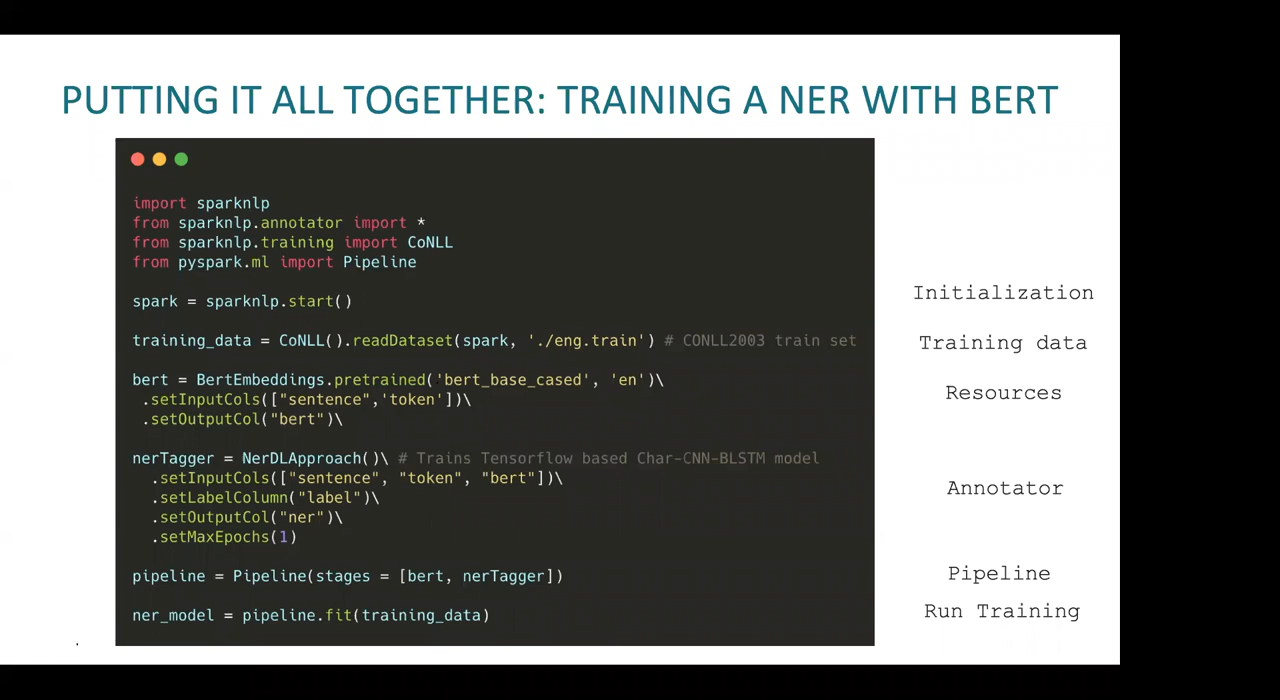 PUTTING IT ALL TOGETHER: TRAINING A NER WITH BERT
import sparknlp
from sparknlp.annotator import *
from sparknlp.training import CoNLL
from pyspark.ml import Pipeline
spark = sparknlp.start()
Initialization
training_data = CoNLL().readDataset(spark, './eng.train') # CONLL2003 train set
Training data
bert = BertEmbeddings.pretrained('bert_base_cased', 'en')\
.setInputCols(["sentence",'token'])\
.setOutputCol("bert")\
Resources
nerTagger = NerDLApproach()\ # Trains Tensorflow based Char-CNN-BLSTM model
.setInputCols(["sentence", "token", "bert"])\
.setLabelColumn("label")\
.setOutputCol("ner")\
.setMaxEpochs(1)
Annotator
pipeline = Pipeline(stages = [bert, nerTagger])
Pipeline
ner_model = pipeline.fit(training_data)
Run Training